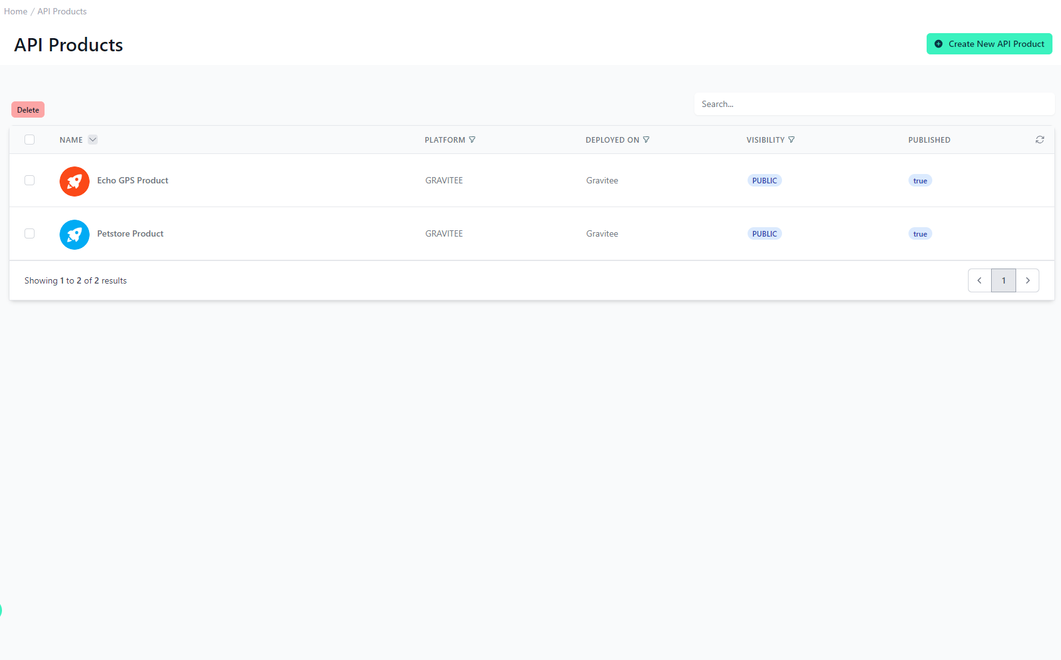 Home / API Products
API Products
Create New API Product
Delete
Search...
NAME PLATFORM DEPLOYED ON VISIBILITY PUBLISHED
Echo GPS Product GRAVITEE Gravitee PUBLIC true
Petstore Product GRAVITEE Gravitee PUBLIC true
Showing 1 to 2 of 2 results
1